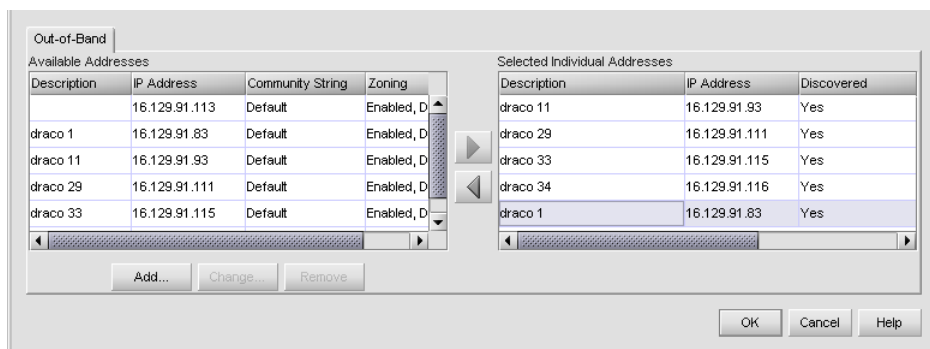 Out-of-Band
Available Addresses
Description IP Address Community String Zoning
16.129.91.113 Default Enabled, D
draco 1 16.129.91.83 Default Enabled, D
draco 11 16.129.91.93 Default Enabled, D
draco 29 16.129.91.111 Default Enabled, D
draco 33 16.129.91.115 Default Enabled, D
Selected Individual Addresses
Description IP Address Discovered
draco 11 16.129.91.93 Yes
draco 29 16.129.91.111 Yes
draco 33 16.129.91.115 Yes
draco 34 16.129.91.116 Yes
draco 1 16.129.91.83 Yes
Add... Change... Remove
OK Cancel Help